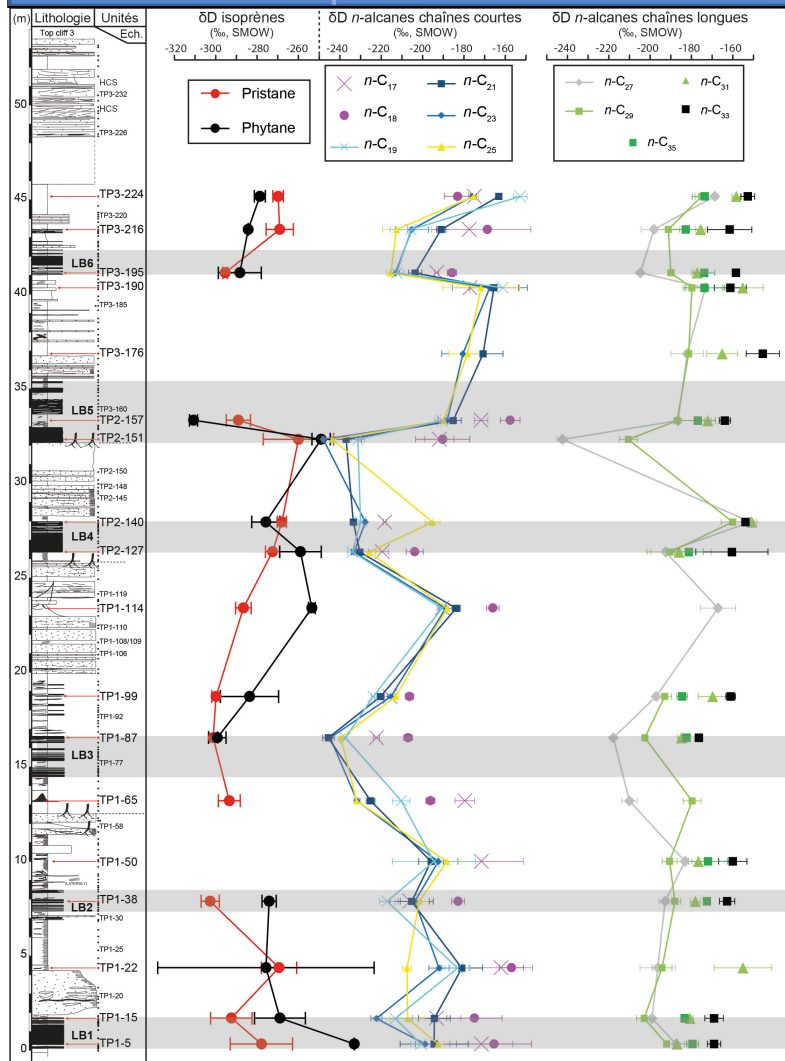 Lithologie Unités
(m) Ech.
Top cliff 3
δD isoprènes
(‰, SMOW)
-320 -300 -280 -260
δD n-alcanes chaînes courtes
(‰, SMOW)
-240 -220 -200 -180 -160
δD n-alcanes chaînes longues
(‰, SMOW)
-240 -220 -200 -180 -160
Pristane
Phytane
n-C17 n-C21
n-C18 n-C23
n-C19 n-C25
n-C27 n-C31
n-C29 n-C33
n-C35
HCS
TP3-232
50
HCS
TP3-226
45
TP3-224
TP3-220
TP3-216
LB6
TP3-195
TP3-190
40
TP3-185
TP3-176
35
LB5
TP3-160
TP2-157
TP2-151
TP2-150
30
TP2-148
TP2-145
TP2-140
LB4
TP2-127
25
TP1-119
TP1-114
TP1-110
TP1-108/109
TP1-106
20
TP1-99
TP1-92
TP1-87
LB3
TP1-77
15
TP1-65
TP1-58
TP1-50
10
(LATERALLY)
TP1-38
LB2
TP1-30
TP1-25
5
TP1-22
TP1-20
TP1-15
LB1
TP1-5
0